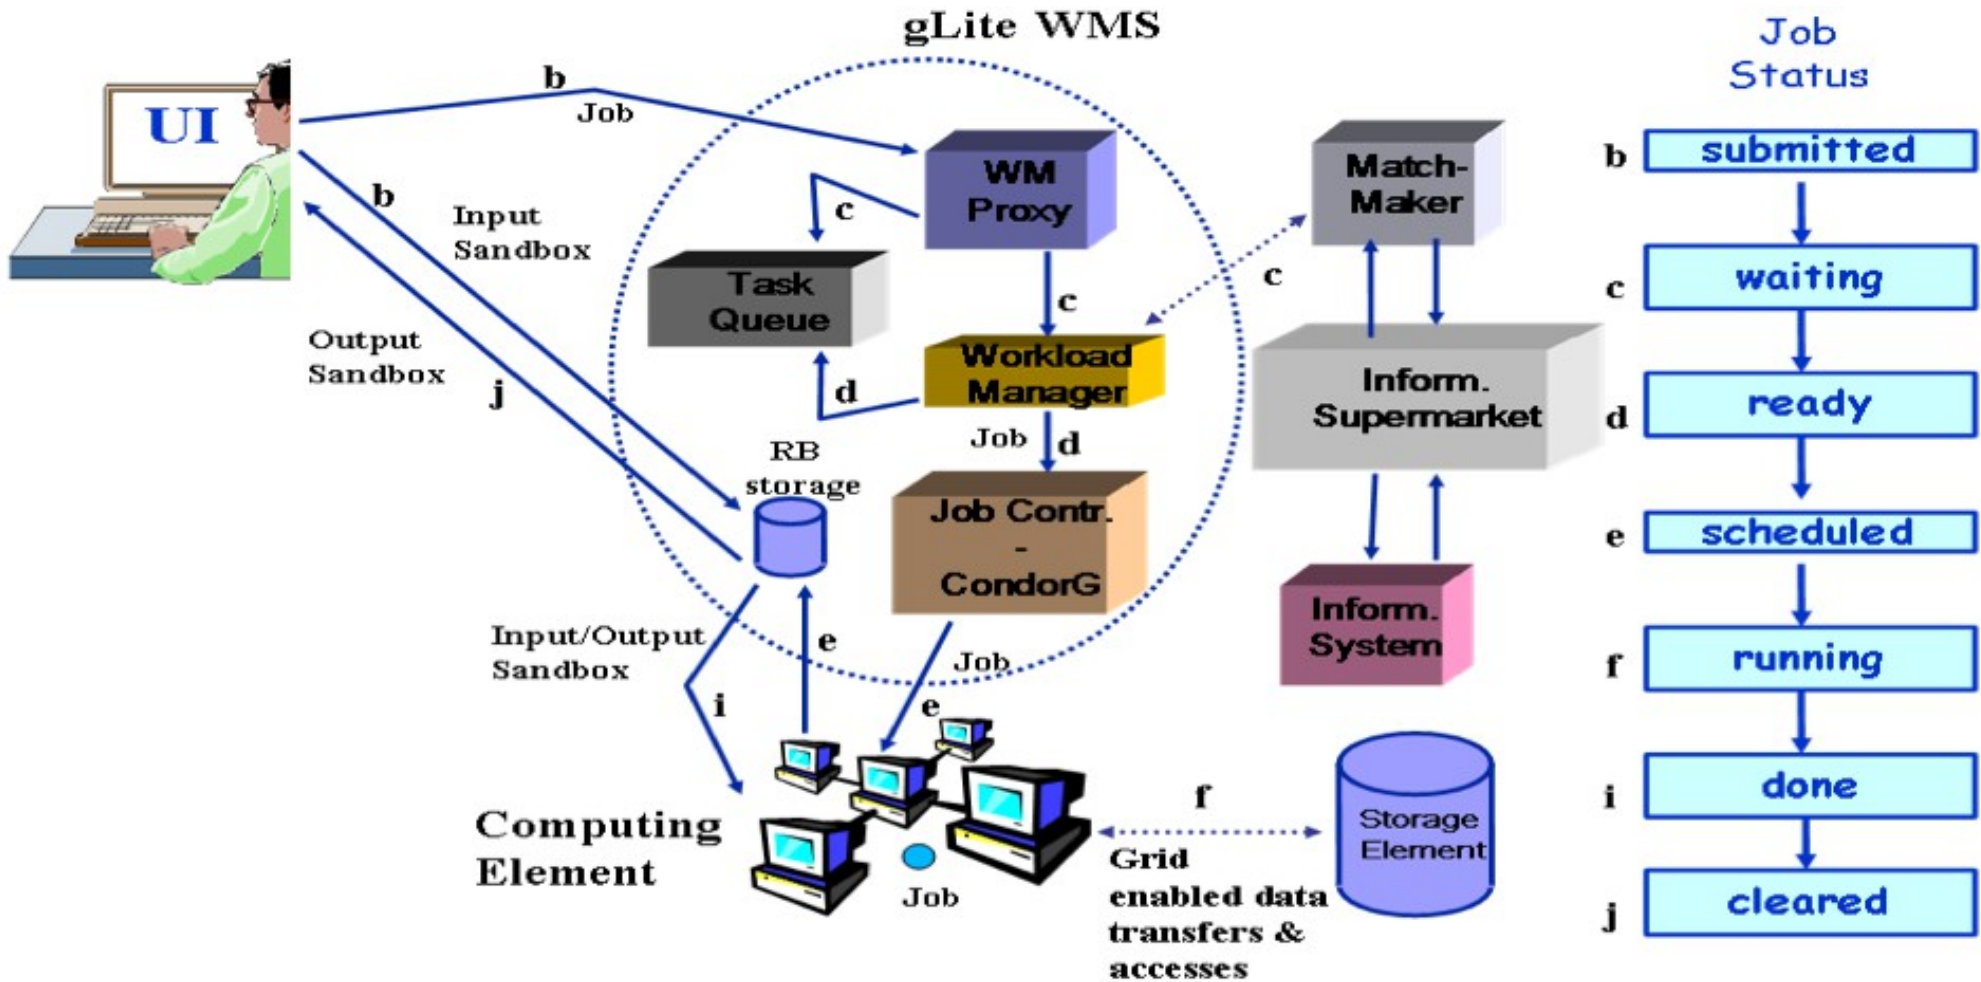 gLite WMS
Job
Status
UI
b
Job
b
Input
Sandbox
Output
Sandbox
j
WM
Proxy
c
Task
Queue
c
Workload
Manager
d
Job
d
RB
storage
Job Contr.
-
CondorG
Match-
Maker
c
Inform.
Supermarket
Inform.
System
Input/Output
Sandbox
i
e
Job
e
Computing
Element
Job
f
Grid
enabled data
transfers &
accesses
Storage
Element
b
submitted
c
waiting
d
ready
e
scheduled
f
running
i
done
j
cleared